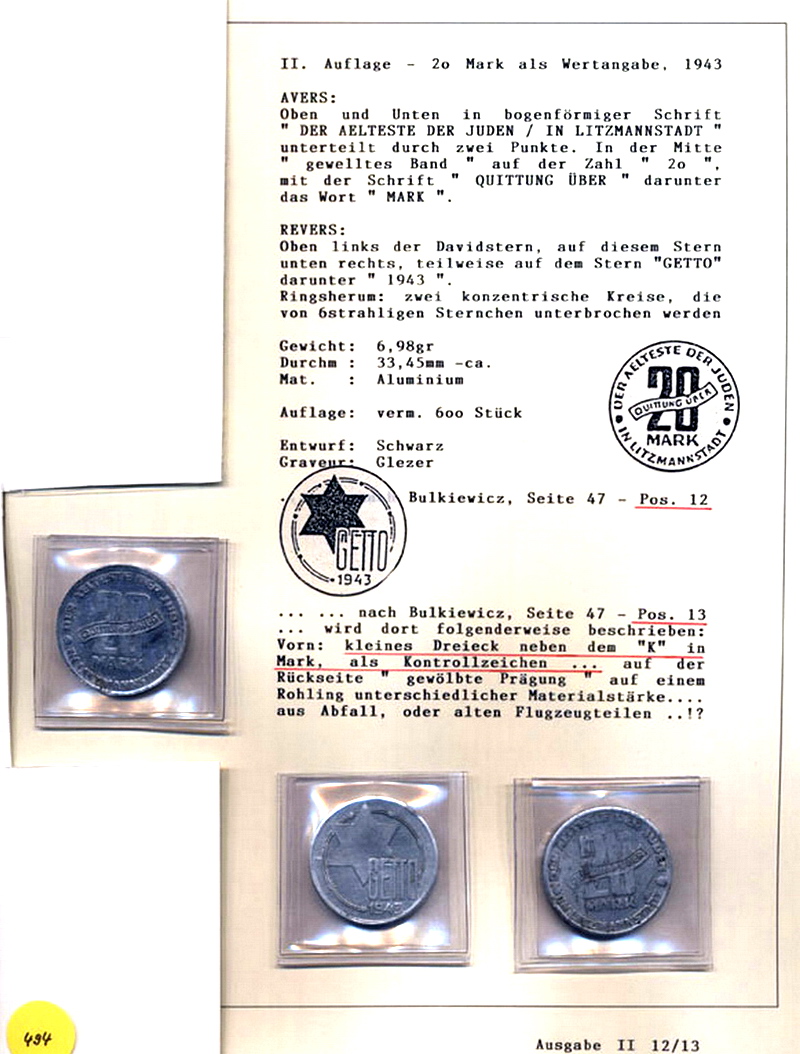 II. Auflage - 2o Mark als Wertangabe, 1943
AVERS:
Oben und Unten in bogenförmiger Schrift
" DER AELTESTE DER JUDEN / IN LITZMANNSTADT "
unterteilt durch zwei Punkte. In der Mitte
" gewelltes Band " auf der Zahl " 2o ",
mit der Schrift " QUITTUNG ÜBER " darunter
das Wort " MARK ".
REVERS:
Oben links der Davidstern, auf diesem Stern
unten rechts, teilweise auf dem Stern "GETTO"
darunter " 1943 ".
Ringsherum: zwei konzentrische Kreise, die
von 6strahligen Sternchen unterbrochen werden
Gewicht: 6,98gr
Durchm : 33,45mm -ca.
Mat. : Aluminium
Auflage: verm. 6oo Stück
Entwurf: Schwarz
Graveur: Glezer
DER AELTESTE DER JUDEN
20
QUITTUNG ÜBER
MARK
IN LITZMANNSTADT
Bulkiewicz, Seite 47 - Pos. 12
GETTO
1943
... ... nach Bulkiewicz, Seite 47 - Pos. 13
... wird dort folgenderweise beschrieben:
Vorn: kleines Dreieck neben dem "K" in
Mark, als Kontrollzeichen ... auf der
Rückseite " gewölbte Prägung " auf einem
Rohling unterschiedlicher Materialstärke....
aus Abfall, oder alten Flugzeugteilen ..!?
20
MARK
GETTO
1943
20
MARK
494
Ausgabe II 12/13